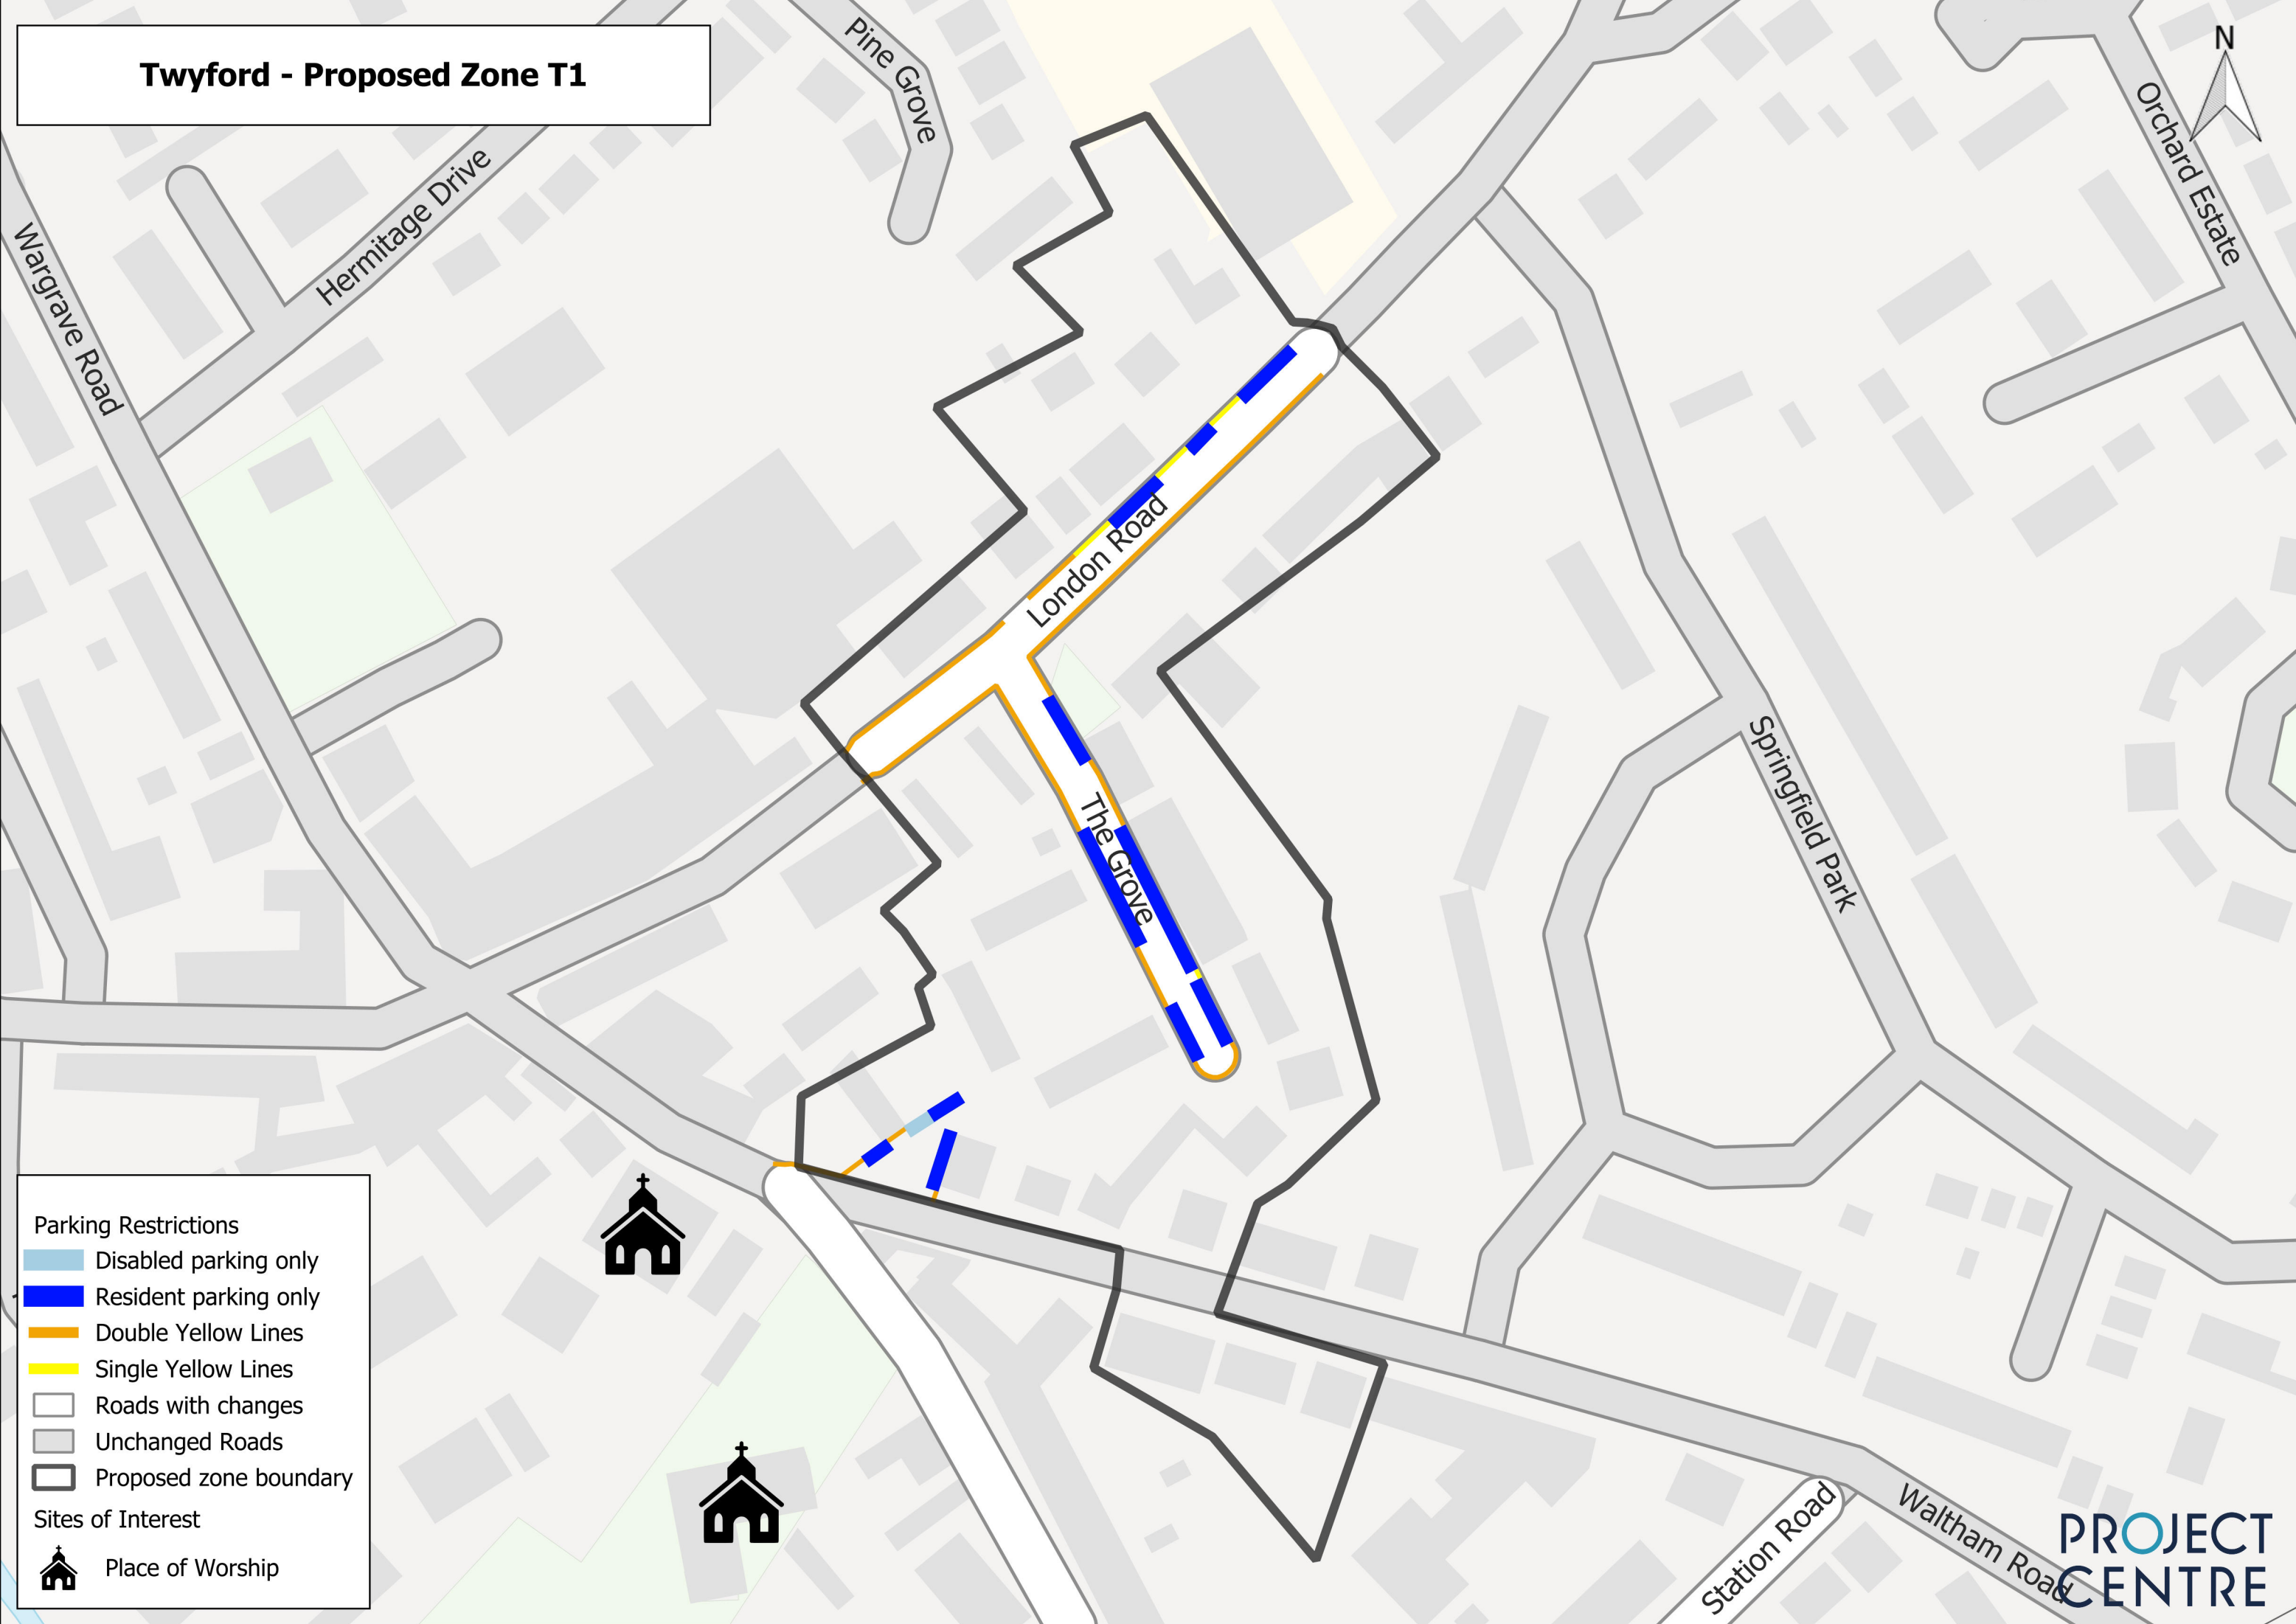 Twyford - Proposed Zone T1
N
Pine Grove
Hermitage Drive
Wargrave Road
Orchard Estate
London Road
The Grove
Springfield Park
Station Road
Waltham Road
Parking Restrictions
Disabled parking only
Resident parking only
Double Yellow Lines
Single Yellow Lines
Roads with changes
Unchanged Roads
Proposed zone boundary
Sites of Interest
Place of Worship
PROJECT
CENTRE